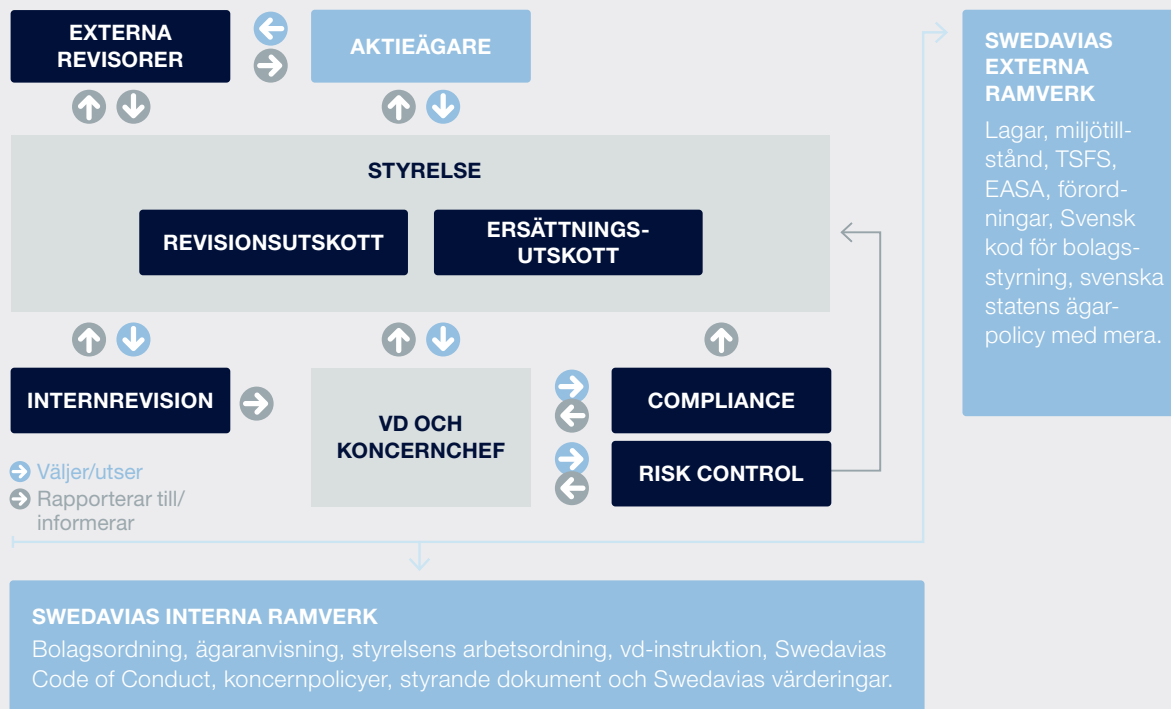 EXTERNA
REVISORER
AKTIEÄGARE
STYRELSE
REVISIONSUTSKOTT
ERSÄTTNINGS-
UTSKOTT
INTERNREVISION
VD OCH
KONCERNCHEF
COMPLIANCE
RISK CONTROL
Väljer/utser
Rapporterar till/
informerar
SWEDAVIAS
EXTERNA
RAMVERK
Lagar, miljötill-
stånd, TSFS,
EASA, förord-
ningar, Svensk
kod för bolags-
styrning, svenska
statens ägar-
policy med mera.
SWEDAVIAS INTERNA RAMVERK
Bolagsordning, ägaranvisning, styrelsens arbetsordning, vd-instruktion, Swedavias
Code of Conduct, koncernpolicyer, styrande dokument och Swedavias värderingar.